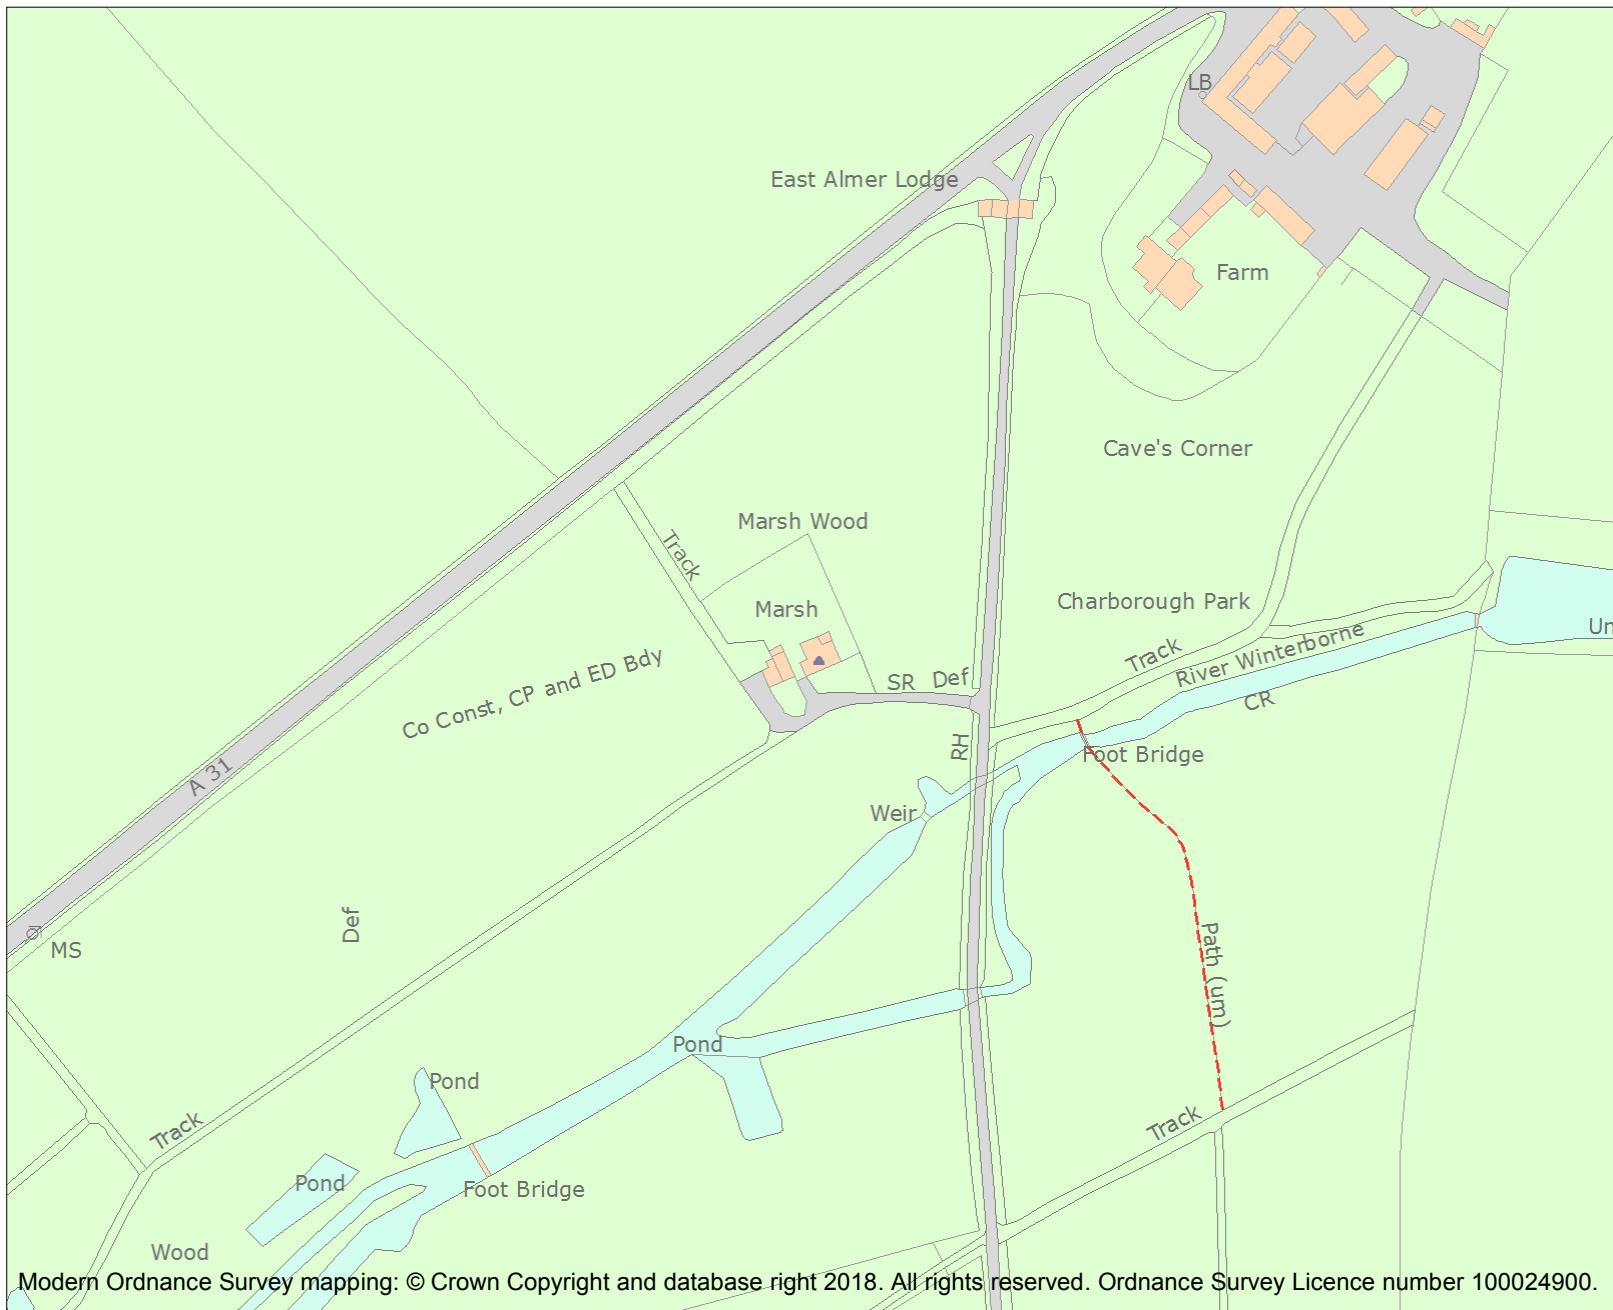 LB
East Almer Lodge
Farm
Cave's Corner
Marsh Wood
Track
Marsh
Charborough Park
Un
Track
River Winterborne
Co Const, CP and ED Bdy
SR Def
CR
RH
Foot Bridge
A 31
Weir
Def
MS
Path (um)
Pond
Pond
Track
Track
Pond
Foot Bridge
Wood
Modern Ordnance Survey mapping: © Crown Copyright and database right 2018. All rights reserved. Ordnance Survey Licence number 100024900.